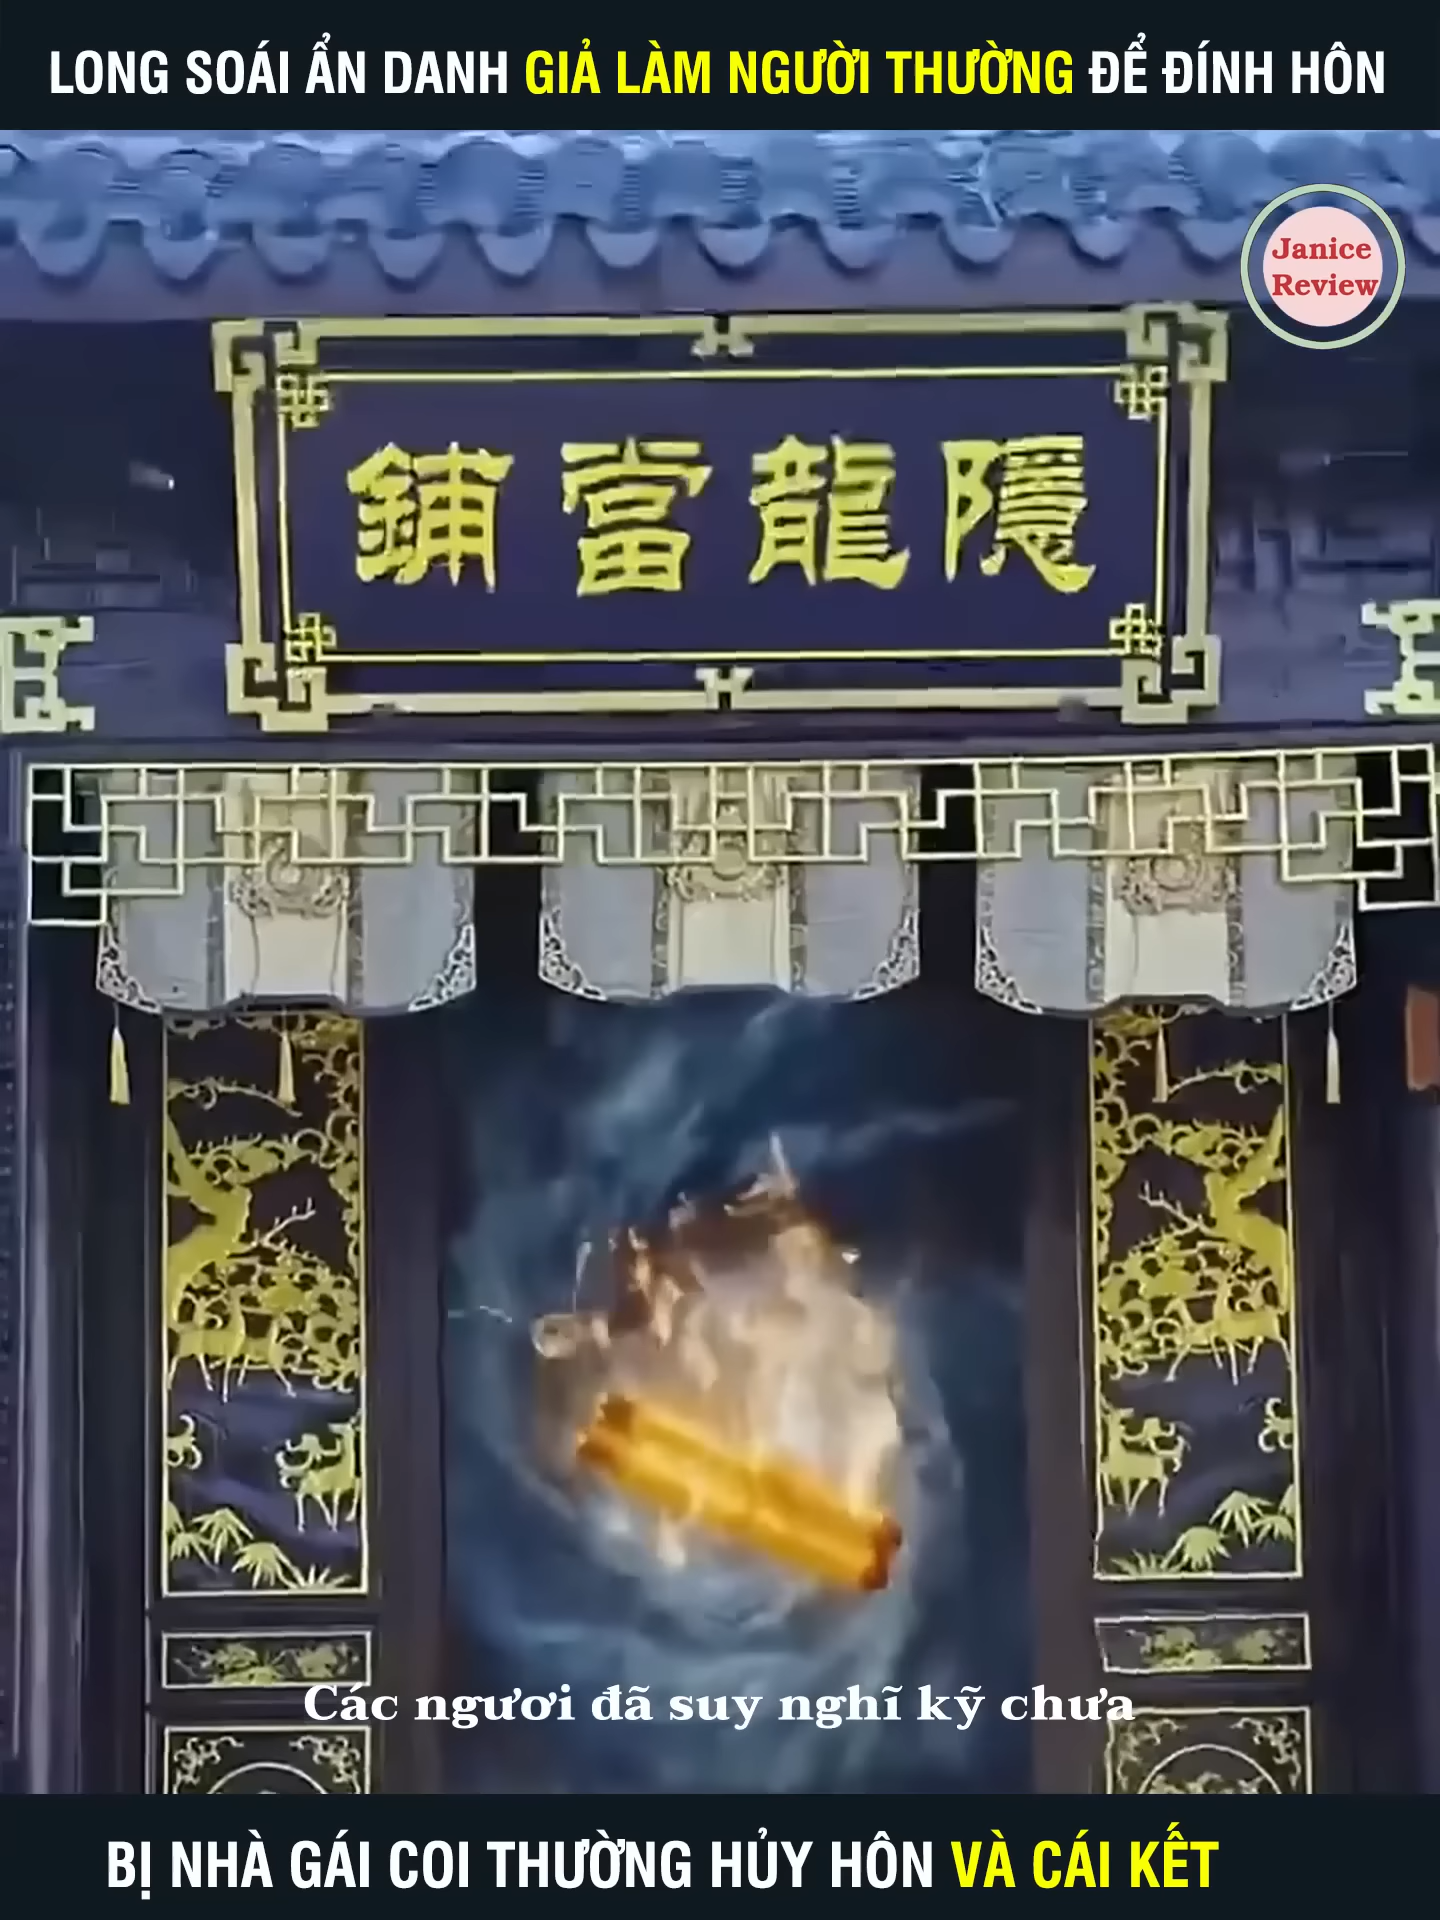 LONG SOÁI ẨN DANH GIẢ LÀM NGƯỜI THƯỜNG ĐỂ ĐÍNH HÔN
Janice
Review
鋪當龍隱
Các ngươi đã suy nghĩ kỹ chưa
BỊ NHÀ GÁI COI THƯỜNG HỦY HÔN VÀ CÁI KẾT